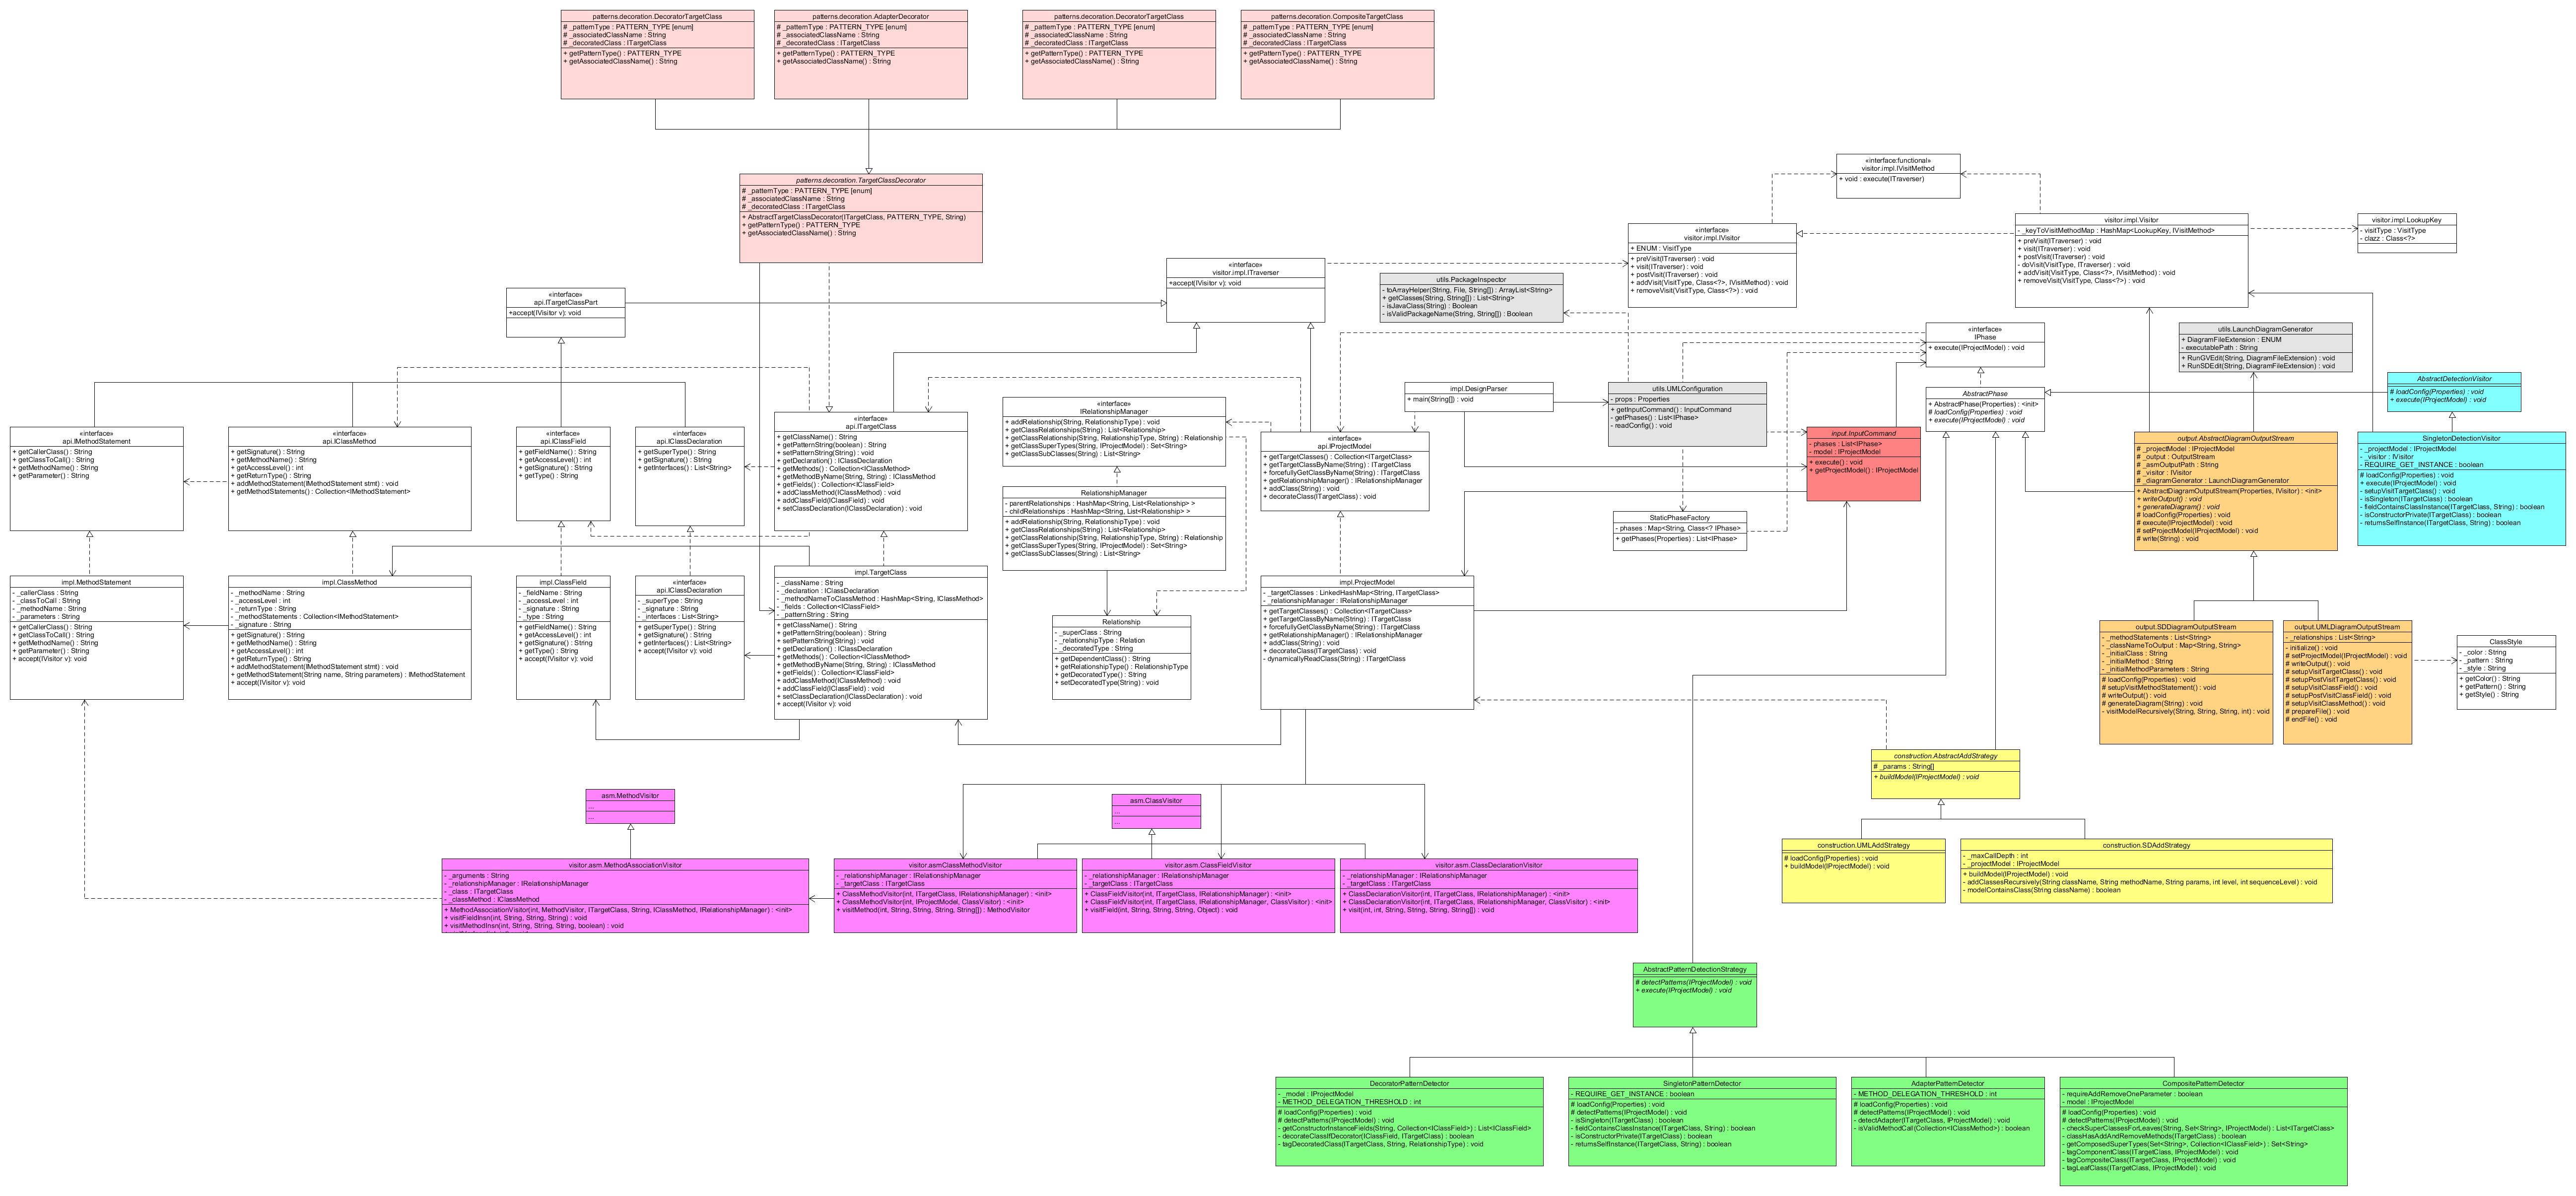 patterns.decoration.DecoratorTargetClass
# _patternType : PATTERN_TYPE [enum]
# _associatedClassName : String
# _decoratedClass : ITargetClass
+ getPatternType() : PATTERN_TYPE
+ getAssociatedClassName() : String
patterns.decoration.AdapterDecorator
# _patternType : PATTERN_TYPE [enum]
# _associatedClassName : String
# _decoratedClass : ITargetClass
+ getPatternType() : PATTERN_TYPE
+ getAssociatedClassName() : String
patterns.decoration.DecoratorTargetClass
# _patternType : PATTERN_TYPE [enum]
# _associatedClassName : String
# _decoratedClass : ITargetClass
+ getPatternType() : PATTERN_TYPE
+ getAssociatedClassName() : String
patterns.decoration.CompositeTargetClass
# _patternType : PATTERN_TYPE [enum]
# _associatedClassName : String
# _decoratedClass : ITargetClass
+ getPatternType() : PATTERN_TYPE
+ getAssociatedClassName() : String
patterns.decoration.TargetClassDecorator
# _patternType : PATTERN_TYPE [enum]
# _associatedClassName : String
# _decoratedClass : ITargetClass
+ AbstractTargetClassDecorator(ITargetClass, PATTERN_TYPE, String)
+ getPatternType() : PATTERN_TYPE
+ getAssociatedClassName() : String
«interface:functional»
visitor.impl.IVisitMethod
+ void : execute(ITraverser)
«interface»
visitor.impl.IVisitor
+ ENUM : VisitType
+ preVisit(ITraverser) : void
+ visit(ITraverser) : void
+ postVisit(ITraverser) : void
+ addVisit(VisitType, Class<?>, IVisitMethod) : void
+ removeVisit(VisitType, Class<?>) : void
visitor.impl.Visitor
- _keyToVisitMethodMap : HashMap<LookupKey, IVisitMethod>
+ preVisit(ITraverser) : void
+ visit(ITraverser) : void
+ postVisit(ITraverser) : void
- doVisit(VisitType, ITraverser) : void
+ addVisit(VisitType, Class<?>, IVisitMethod) : void
+ removeVisit(VisitType, Class<?>) : void
visitor.impl.LookupKey
- visitType : VisitType
- clazz : Class<?>
«interface»
visitor.impl.ITraverser
+accept(IVisitor v): void
utils.PackageInspector
- toArrayHelper(String, File, String[]) : ArrayList<String>
+ getClasses(String, String[]) : List<String>
- isJavaClass(String) : Boolean
- isValidPackageName(String, String[]) : Boolean
«interface»
api.ITargetClassPart
+accept(IVisitor v): void
«interface»
IPhase
+ execute(IProjectModel) : void
utils.LaunchDiagramGenerator
+ DiagramFileExtension : ENUM
- executablePath : String
+ RunGVEdit(String, DiagramFileExtension) : void
+ RunSDEdit(String, DiagramFileExtension) : void
AbstractDetectionVisitor
# loadConfig(Properties) : void
+ execute(IProjectModel) : void
impl.DesignParser
+ main(String[]) : void
utils.UMLConfiguration
- props : Properties
+ getInputCommand() : InputCommand
- getPhases() : List<IPhase>
- readConfig() : void
AbstractPhase
+ AbstractPhase(Properties) : <init>
# loadConfig(Properties) : void
+ execute(IProjectModel) : void
«interface»
api.IMethodStatement
+ getCallerClass() : String
+ getClassToCall() : String
+ getMethodName() : String
+ getParameter() : String
«interface»
api.IClassMethod
+ getSignature() : String
+ getMethodName() : String
+ getAccessLevel() : int
+ getReturnType() : String
+ addMethodStatement(IMethodStatement stmt) : void
+ getMethodStatements() : Collection<IMethodStatement>
«interface»
api.IClassField
+ getFieldName() : String
+ getAccessLevel() : int
+ getSignature() : String
+ getType() : String
«interface»
api.IClassDeclaration
+ getSuperType() : String
+ getSignature() : String
+ getInterfaces() : List<String>
«interface»
api.ITargetClass
+ getClassName() : String
+ getPatternString(boolean) : String
+ setPatternString(String) : void
+ getDeclaration() : IClassDeclaration
+ getMethods() : Collection<IClassMethod>
+ getMethodByName(String, String) : IClassMethod
+ getFields() : Collection<IClassField>
+ addClassMethod(IClassMethod) : void
+ addClassField(IClassField) : void
+ setClassDeclaration(IClassDeclaration) : void
«interface»
IRelationshipManager
+ addRelationship(String, RelationshipType) : void
+ getClassRelationships(String) : List<Relationship>
+ getClassRelationship(String, RelationshipType, String) : Relationship
+ getClassSuperTypes(String, IProjectModel) : Set<String>
+ getClassSubClasses(String) : List<String>
«interface»
api.IProjectModel
+ getTargetClasses() : Collection<ITargetClass>
+ getTargetClassByName(String) : ITargetClass
+ forcefullyGetClassByName(String) : ITargetClass
+ getRelationshipManager() : IRelationshipManager
+ addClass(String) : void
+ decorateClass(ITargetClass) : void
input.InputCommand
- phases : List<IPhase>
- model : IProjectModel
+ execute() : void
+ getProjectModel() : IProjectModel
output.AbstractDiagramOutputStream
# _projectModel : IProjectModel
# _output : OutputStream
# _asmOutputPath : String
# _visitor : IVisitor
# _diagramGenerator : LaunchDiagramGenerator
+ AbstractDiagramOutputStream(Properties, IVisitor) : <init>
+ writeOutput() : void
+ generateDiagram() : void
# loadConfig(Properties) : void
# execute(IProjectModel) : void
# setProjectModel(IProjectModel) : void
# write(String) : void
SingletonDetectionVisitor
- _projectModel : IProjectModel
- _visitor : IVisitor
- REQUIRE_GET_INSTANCE : boolean
# loadConfig(Properties) : void
+ execute(IProjectModel) : void
- setupVisitTargetClass() : void
- isSingleton(ITargetClass) : boolean
- fieldContainsClassInstance(ITargetClass, String) : boolean
- isConstructorPrivate(ITargetClass) : boolean
- returnsSelfInstance(ITargetClass, String) : boolean
RelationshipManager
- parentRelationships : HashMap<String, List<Relationship> >
- childRelationships : HashMap<String, List<Relationship> >
+ addRelationship(String, RelationshipType) : void
+ getClassRelationships(String) : List<Relationship>
+ getClassRelationship(String, RelationshipType, String) : Relationship
+ getClassSuperTypes(String, IProjectModel) : Set<String>
+ getClassSubClasses(String) : List<String>
StaticPhaseFactory
- phases : Map<String, Class<? IPhase>
+ getPhases(Properties) : List<IPhase>
impl.MethodStatement
- _callerClass : String
- _classToCall : String
- _methodName : String
- _parameters : String
+ getCallerClass() : String
+ getClassToCall() : String
+ getMethodName() : String
+ getParameter() : String
+ accept(IVisitor v): void
impl.ClassMethod
- _methodName : String
- _accessLevel : int
- _returnType : String
- _methodStatements : Collection<IMethodStatement>
- _signature : String
+ getSignature() : String
+ getMethodName() : String
+ getAccessLevel() : int
+ getReturnType() : String
+ addMethodStatement(IMethodStatement stmt) : void
+ getMethodStatement(String name, String parameters) : IMethodStatement
+ accept(IVisitor v): void
impl.ClassField
- _fieldName : String
- _accessLevel : int
- _signature : String
- _type : String
+ getFieldName() : String
+ getAccessLevel() : int
+ getSignature() : String
+ getType() : String
+ accept(IVisitor v): void
«interface»
api.IClassDeclaration
- _superType : String
- _signature : String
- _interfaces : List<String>
+ getSuperType() : String
+ getSignature() : String
+ getInterfaces() : List<String>
+ accept(IVisitor v): void
impl.TargetClass
- _className : String
- _declaration : IClassDeclaration
- _methodNameToClassMethod : HashMap<String, IClassMethod>
- _fields : Collection<IClassField>
- _patternString : String
+ getClassName() : String
+ getPatternString(boolean) : String
+ setPatternString(String) : void
+ getDeclaration() : IClassDeclaration
+ getMethods() : Collection<IClassMethod>
+ getMethodByName(String, String) : IClassMethod
+ getFields() : Collection<IClassField>
+ addClassMethod(IClassMethod) : void
+ addClassField(IClassField) : void
+ setClassDeclaration(IClassDeclaration) : void
+ accept(IVisitor v): void
Relationship
- _superClass : String
- _relationshipType : Relation
- _decoratedType : String
+ getDependentClass() : String
+ getRelationshipType() : RelationshipType
+ getDecoratedType() : String
+ setDecoratedType(String) : void
impl.ProjectModel
- _targetClasses : LinkedHashMap<String, ITargetClass>
- _relationshipManager : IRelationshipManager
+ getTargetClasses() : Collection<ITargetClass>
+ getTargetClassByName(String) : ITargetClass
+ forcefullyGetClassByName(String) : ITargetClass
+ getRelationshipManager() : IRelationshipManager
+ addClass(String) : void
+ decorateClass(ITargetClass) : void
- dynamicallyReadClass(String) : ITargetClass
output.SDDiagramOutputStream
- _methodStatements : List<String>
- _classNameToOutput : Map<String, String>
- _initialClass : String
- _initialMethod : String
- _initialMethodParameters : String
# loadConfig(Properties) : void
# setupVisitMethodStatement() : void
# writeOutput() : void
# generateDiagram(String) : void
- visitModelRecursively(String, String, String, int) : void
output.UMLDiagramOutputStream
- _relationships : List<String>
- initialize() : void
# setProjectModel(IProjectModel) : void
# writeOutput() : void
# setupVisitTargetClass() : void
# setupPostVisitTargetClass() : void
# setupVisitClassField() : void
# setupPostVisitClassField() : void
# setupVisitClassMethod() : void
# prepareFile() : void
# endFile() : void
ClassStyle
- _color : String
- _pattern : String
- _style : String
+ getColor() : String
+ getPattern() : String
+ getStyle() : String
construction.AbstractAddStrategy
# _params : String[]
+ buildModel(IProjectModel) : void
asm.MethodVisitor
...
...
asm.ClassVisitor
...
...
construction.UMLAddStrategy
# loadConfig(Properties) : void
+ buildModel(IProjectModel) : void
construction.SDAddStrategy
- _maxCallDepth : int
- _projectModel : IProjectModel
+ buildModel(IProjectModel) : void
- addClassesRecursively(String className, String methodName, String params, int level, int sequenceLevel) : void
- modelContainsClass(String className) : boolean
visitor.asm.MethodAssociationVisitor
- _arguments : String
- _relationshipManager : IRelationshipManager
- _class : ITargetClass
- _classMethod : IClassMethod
+ MethodAssociationVisitor(int, MethodVisitor, ITargetClass, String, IClassMethod, IRelationshipManager) : <init>
+ visitFieldInsn(int, String, String, String) : void
+ visitMethodInsn(int, String, String, String, boolean) : void
visitor.asmClassMethodVisitor
- _relationshipManager : IRelationshipManager
- _targetClass : ITargetClass
+ ClassMethodVisitor(int, ITargetClass, IRelationshipManager) : <init>
+ ClassMethodVisitor(int, IProjectModel, ClassVisitor) : <init>
+ visitMethod(int, String, String, String, String[]) : MethodVisitor
visitor.asm.ClassFieldVisitor
- _relationshipManager : IRelationshipManager
- _targetClass : ITargetClass
+ ClassFieldVisitor(int, ITargetClass, IRelationshipManager) : <init>
+ ClassFieldVisitor(int, ITargetClass, IRelationshipManager, ClassVisitor) : <init>
+ visitField(int, String, String, String, Object) : void
visitor.asm.ClassDeclarationVisitor
- _relationshipManager : IRelationshipManager
- _targetClass : ITargetClass
+ ClassDeclarationVisitor(int, ITargetClass, IRelationshipManager) : <init>
+ ClassDeclarationVisitor(int, ITargetClass, IRelationshipManager, ClassVisitor) : <init>
+ visit(int, int, String, String, String, String[]) : void
AbstractPatternDetectionStrategy
# detectPatterns(IProjectModel) : void
+ execute(IProjectModel) : void
DecoratorPatternDetector
- _model : IProjectModel
- METHOD_DELEGATION_THRESHOLD : int
# loadConfig(Properties) : void
# detectPatterns(IProjectModel) : void
- getConstructorInstanceFields(String, Collection<IClassField>) : List<IClassField>
- decorateClassIfDecorator(IClassField, ITargetClass) : boolean
- tagDecoratedClass(ITargetClass, String, RelationshipType) : void
SingletonPatternDetector
- REQUIRE_GET_INSTANCE : boolean
# loadConfig(Properties) : void
# detectPatterns(IProjectModel) : void
- isSingleton(ITargetClass) : boolean
- fieldContainsClassInstance(ITargetClass, String) : boolean
- isConstructorPrivate(ITargetClass) : boolean
- returnsSelfInstance(ITargetClass, String) : boolean
AdapterPatternDetector
- METHOD_DELEGATION_THRESHOLD : int
# loadConfig(Properties) : void
# detectPatterns(IProjectModel) : void
- detectAdapter(ITargetClass, IProjectModel) : void
- isValidMethodCall(Collection<IClassMethod>) : boolean
CompositePatternDetector
- requireAddRemoveOneParameter : boolean
- model : IProjectModel
# loadConfig(Properties) : void
# detectPatterns(IProjectModel) : void
- checkSuperClassesForLeaves(String, Set<String>, IProjectModel) : List<ITargetClass>
- classHasAddAndRemoveMethods(ITargetClass) : boolean
- getComposedSuperTypes(Set<String>, Collection<IClassField>) : Set<String>
- tagComponentClass(ITargetClass, IProjectModel) : void
- tagCompositeClass(ITargetClass, IProjectModel) : void
- tagLeafClass(ITargetClass, IProjectModel) : void